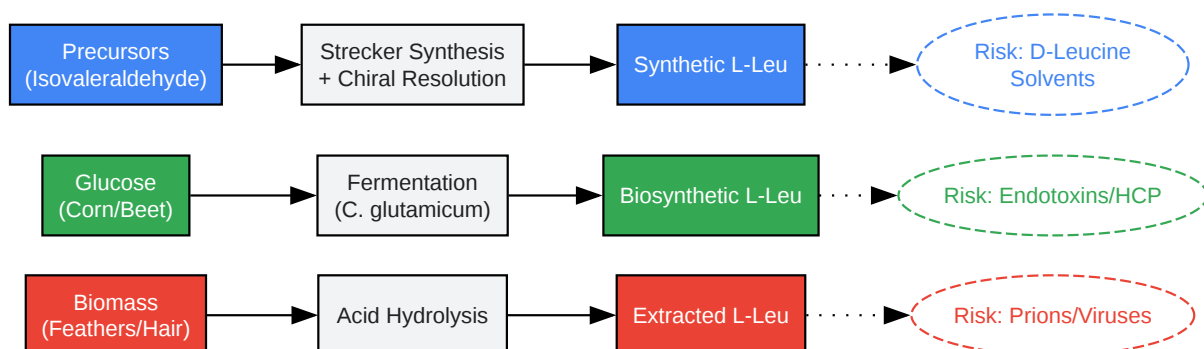 Precursors
(Isovaleraldehyde)
Strecker Synthesis
+ Chiral Resolution
Synthetic L-Leu
Risk: D-Leucine
Solvents
Glucose
(Corn/Beet)
Fermentation
(C. glutamicum)
Biosynthetic L-Leu
Risk: Endotoxins/HCP
Biomass
(Feathers/Hair)
Acid Hydrolysis
Extracted L-Leu
Risk: Prions/Viruses